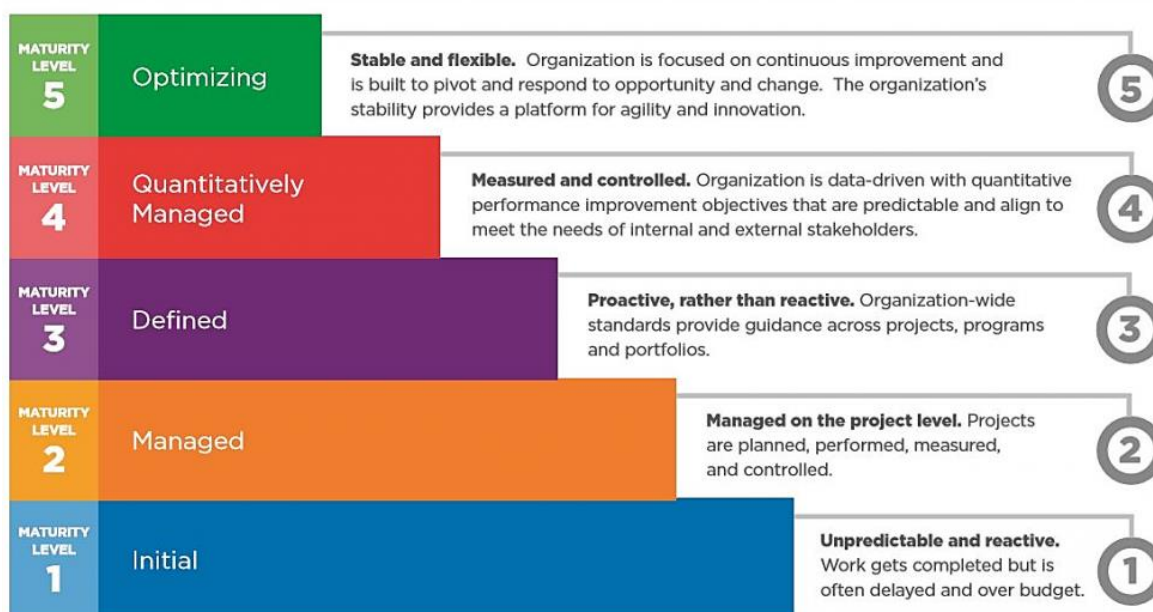 MATURITY
LEVEL
5
Optimizing
Stable and flexible. Organization is focused on continuous improvement and
is built to pivot and respond to opportunity and change. The organization's
stability provides a platform for agility and innovation.
5
MATURITY
LEVEL
4
Quantitatively
Managed
Measured and controlled. Organization is data-driven with quantitative
performance improvement objectives that are predictable and align to
meet the needs of internal and external stakeholders.
4
MATURITY
LEVEL
3
Defined
Proactive, rather than reactive. Organization-wide
standards provide guidance across projects, programs
and portfolios.
3
MATURITY
LEVEL
2
Managed
Managed on the project level. Projects
are planned, performed, measured,
and controlled.
2
MATURITY
LEVEL
1
Initial
Unpredictable and reactive.
Work gets completed but is
often delayed and over budget.
1